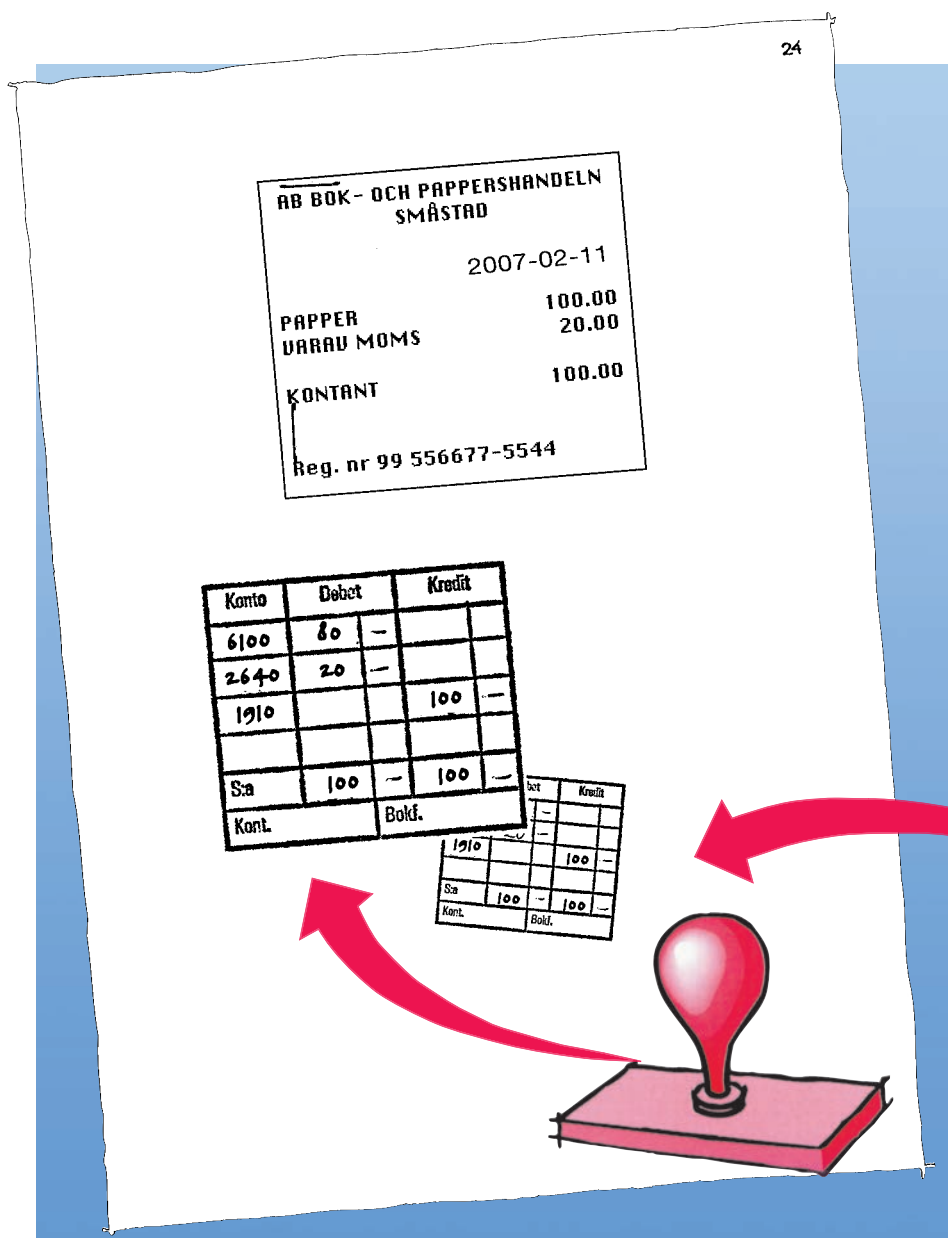 24
AB BOK- OCH PAPPERSHANDELN
SMÅSTAD
2007-02-11
PAPPER 100.00
VARAV MOMS 20.00
KONTANT 100.00
Reg. nr 99 556677-5544
Konto Debet Kredit
6100 80 –
2640 20 –
1910 100 –
S:a 100 – 100 –
Kont. Bokf.
bet Kredit
–
–
1910 100 –
S:a 100 – 100 –
Kont. Bokf.